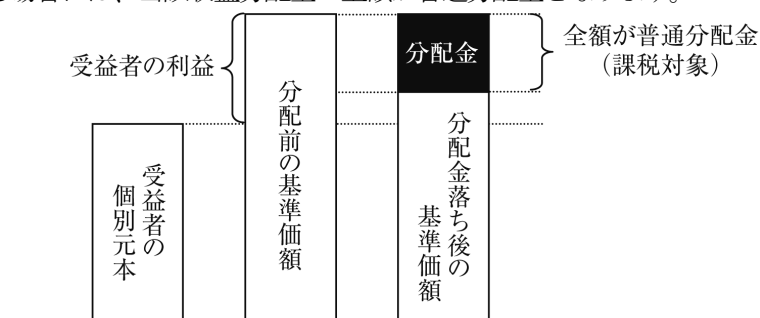 受益者の利益
分配金
全額が普通分配金
（課税対象）
受益者の
個別元本
分配前の基準価額
分配金落ち後の
基準価額